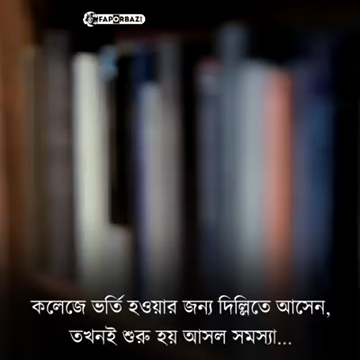 FAPORBAZI
কলেজে ভর্তি হওয়ার জন্য দিল্লিতে আসেন,
তখনই শুরু হয় আসল সমস্যা...